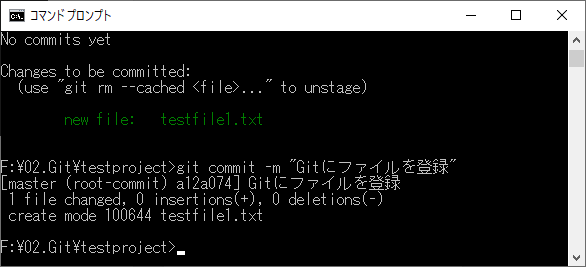 コマンドプロンプト
No commits yet
Changes to be committed:
(use "git rm --cached <file>..." to unstage)
new file: testfile1.txt
F:¥02.Git¥testproject>git commit -m "Gitにファイルを登録"
[master (root-commit) a12a074] Gitにファイルを登録
1 file changed, 0 insertions(+), 0 deletions(-)
create mode 100644 testfile1.txt
F:¥02.Git¥testproject>